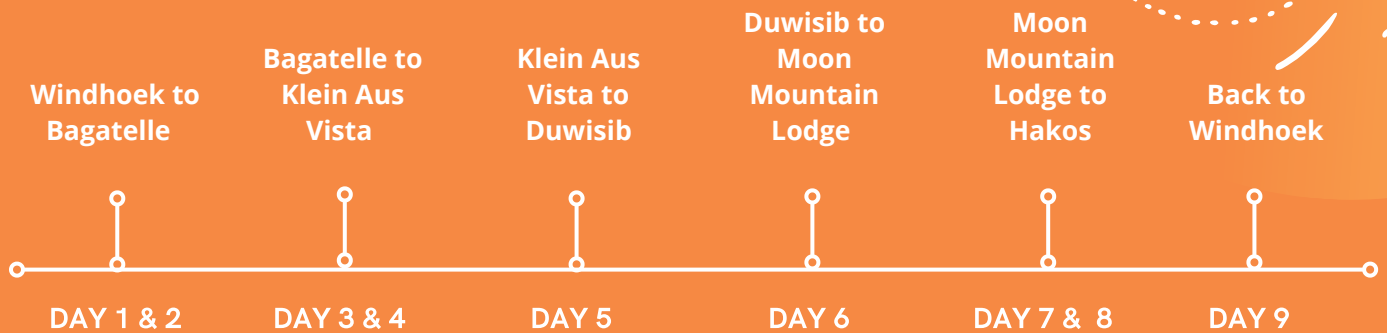 Windhoek to
Bagatelle
Bagatelle to
Klein Aus
Vista
Klein Aus
Vista to
Duwisib
Duwisib to
Moon
Mountain
Lodge
Moon
Mountain
Lodge to
Hakos
Back to
Windhoek
DAY 1 & 2
DAY 3 & 4
DAY 5
DAY 6
DAY 7 & 8
DAY 9